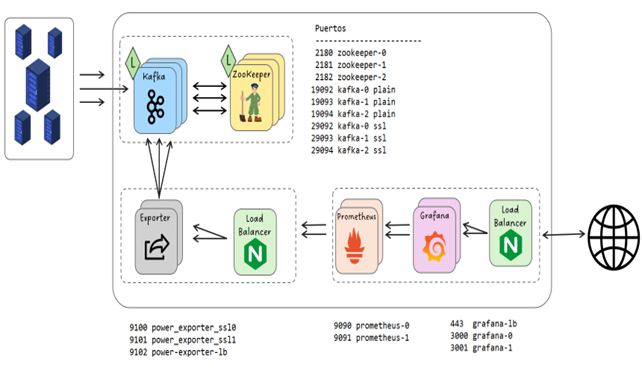 Puertos
--------------------------
2180 zookeeper-0
2181 zookeeper-1
2182 zookeeper-2
19092 kafka-0 plain
19093 kafka-1 plain
19094 kafka-2 plain
29092 kafka-0 ssl
29093 kafka-1 ssl
29094 kafka-2 ssl
L
Kafka
L
ZooKeeper
Exporter
Load
Balancer
N
Prometheus
Grafana
Load
Balancer
N
9100 power_exporter_ssl0
9101 power_exporter_ssl1
9102 power-exporter-lb
9090 prometheus-0
9091 prometheus-1
443 grafana-lb
3000 grafana-0
3001 grafana-1